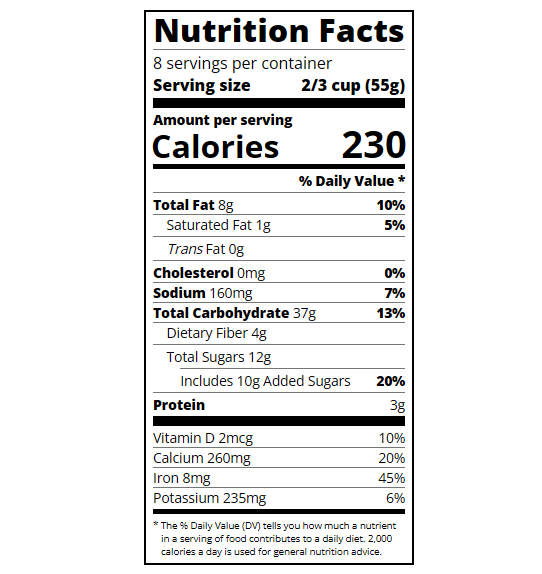 Nutrition Facts
8 servings per container
Serving size 2/3 cup (55g)
Amount per serving
Calories 230
% Daily Value *
Total Fat 8g 10%
Saturated Fat 1g 5%
Trans Fat 0g
Cholesterol 0mg 0%
Sodium 160mg 7%
Total Carbohydrate 37g 13%
Dietary Fiber 4g
Total Sugars 12g
Includes 10g Added Sugars 20%
Protein 3g
Vitamin D 2mcg 10%
Calcium 260mg 20%
Iron 8mg 45%
Potassium 235mg 6%
* The % Daily Value (DV) tells you how much a nutrient
in a serving of food contributes to a daily diet. 2,000
calories a day is used for general nutrition advice.